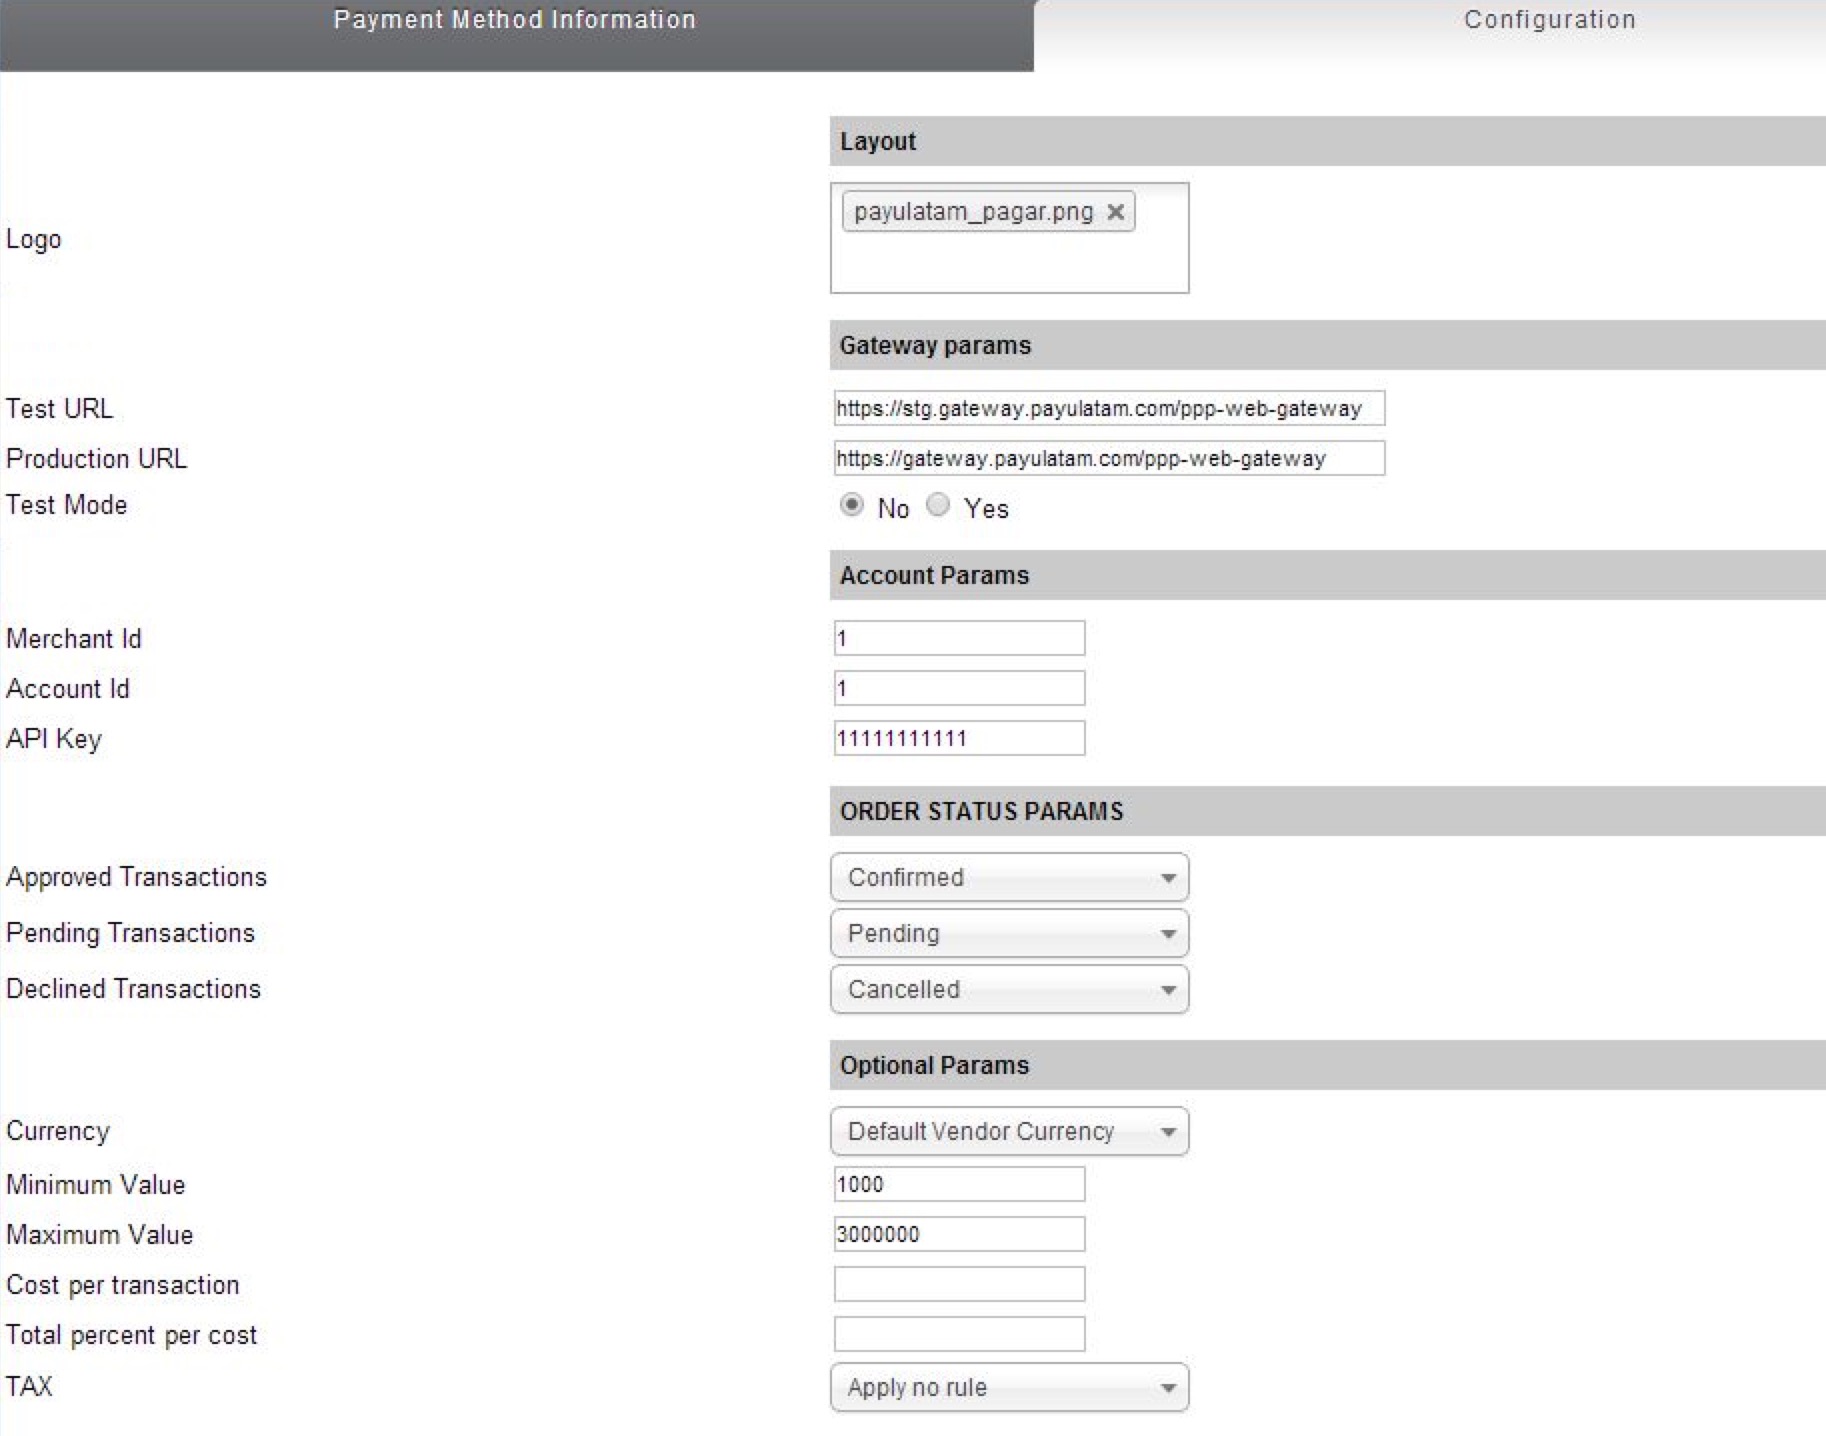 Payment Method Information
Configuration
Layout
Logo
payulatam_pagar.png
Gateway params
Test URL
https://stg.gateway.payulatam.com/ppp-web-gateway
Production URL
https://gateway.payulatam.com/ppp-web-gateway
Test Mode
No Yes
Account Params
Merchant Id
1
Account Id
1
API Key
11111111111
ORDER STATUS PARAMS
Approved Transactions
Confirmed
Pending Transactions
Pending
Declined Transactions
Cancelled
Optional Params
Currency
Default Vendor Currency
Minimum Value
1000
Maximum Value
3000000
Cost per transaction
Total percent per cost
TAX
Apply no rule